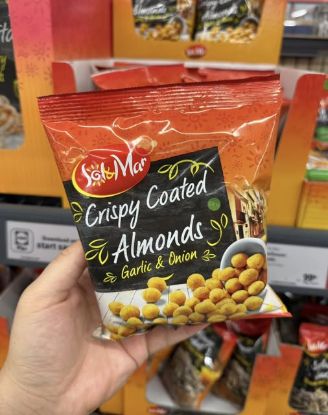 Sol & Mar
Crispy Coated
Almonds
Garlic & Onion